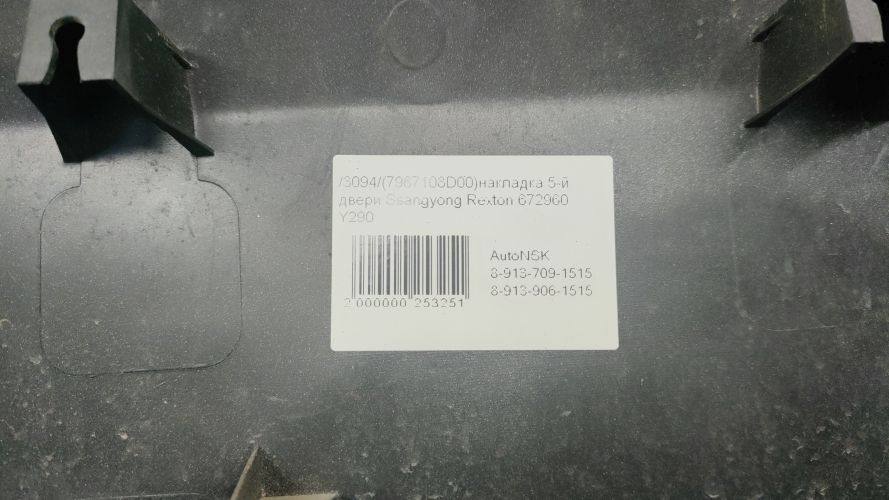 /3094/(7967108D00)накладка 5-й
двери Ssangyong Rexton 672960
Y290
AutoNSK
8-913-709-1515
8-913-906-1515
2 000000 253251